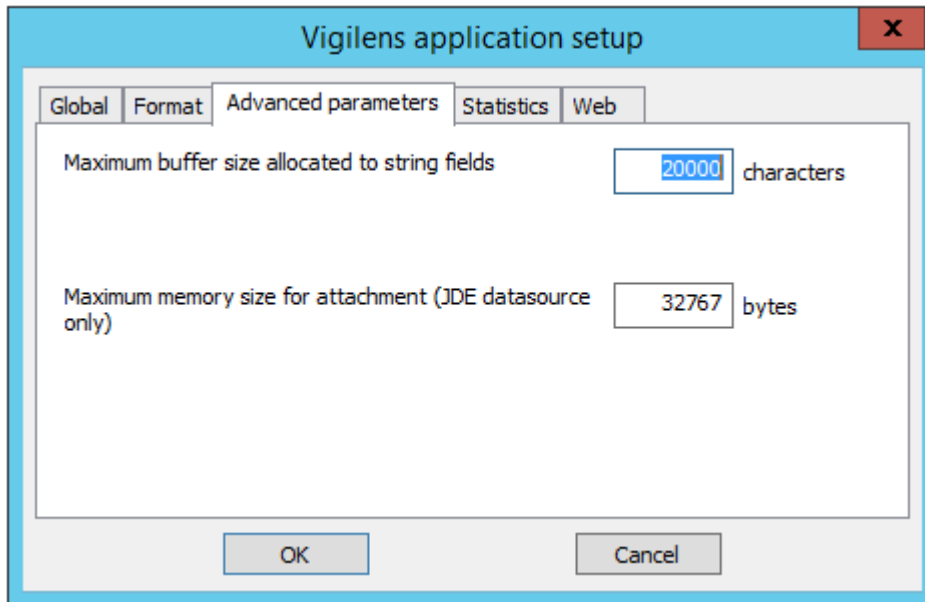 Vigilens application setup
x
Global Format Advanced parameters Statistics Web
Maximum buffer size allocated to string fields 20000 characters
Maximum memory size for attachment (JDE datasource
only) 32767 bytes
OK Cancel